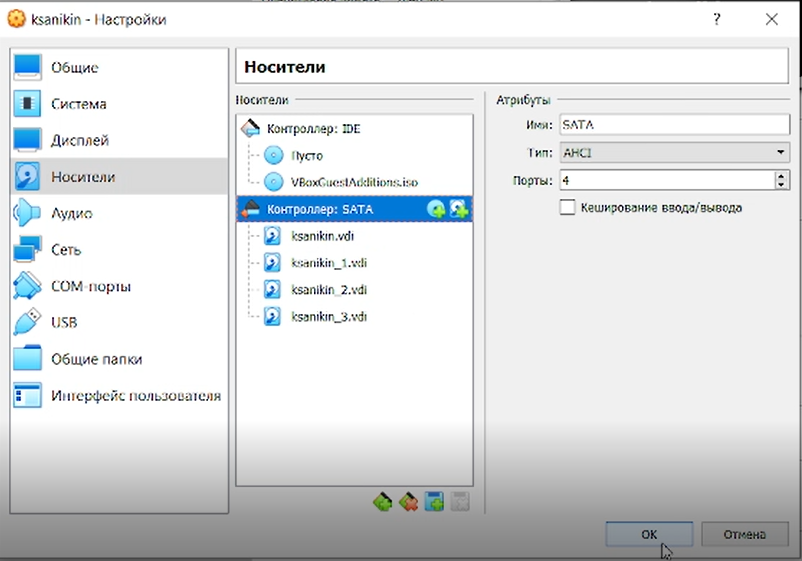 ksanikin - Настройки
?
Общие
Система
Дисплей
Носители
Аудио
Сеть
COM-порты
USB
Общие папки
Интерфейс пользователя
Носители
Носители
Контроллер: IDE
Пусто
VBoxGuestAdditions.iso
Контроллер: SATA
ksanikin.vdi
ksanikin_1.vdi
ksanikin_2.vdi
ksanikin_3.vdi
Атрибуты
Имя: SATA
Тип: AHCI
Порты: 4
Кеширование ввода/вывода
OK
Отмена